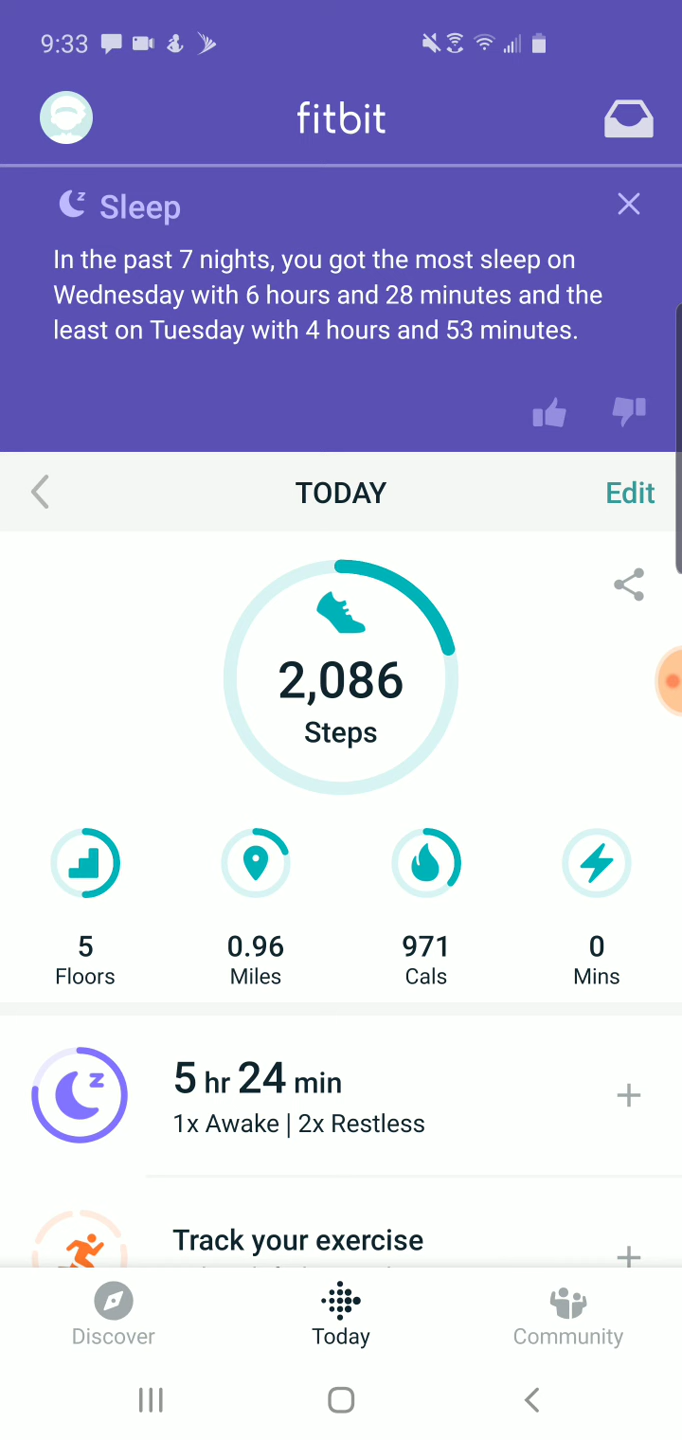 9:33
fitbit
Sleep
In the past 7 nights, you got the most sleep on
Wednesday with 6 hours and 28 minutes and the
least on Tuesday with 4 hours and 53 minutes.
TODAY
Edit
2,086
Steps
5
Floors
0.96
Miles
971
Cals
0
Mins
5 hr 24 min
1x Awake | 2x Restless
Track your exercise
Discover
Today
Community